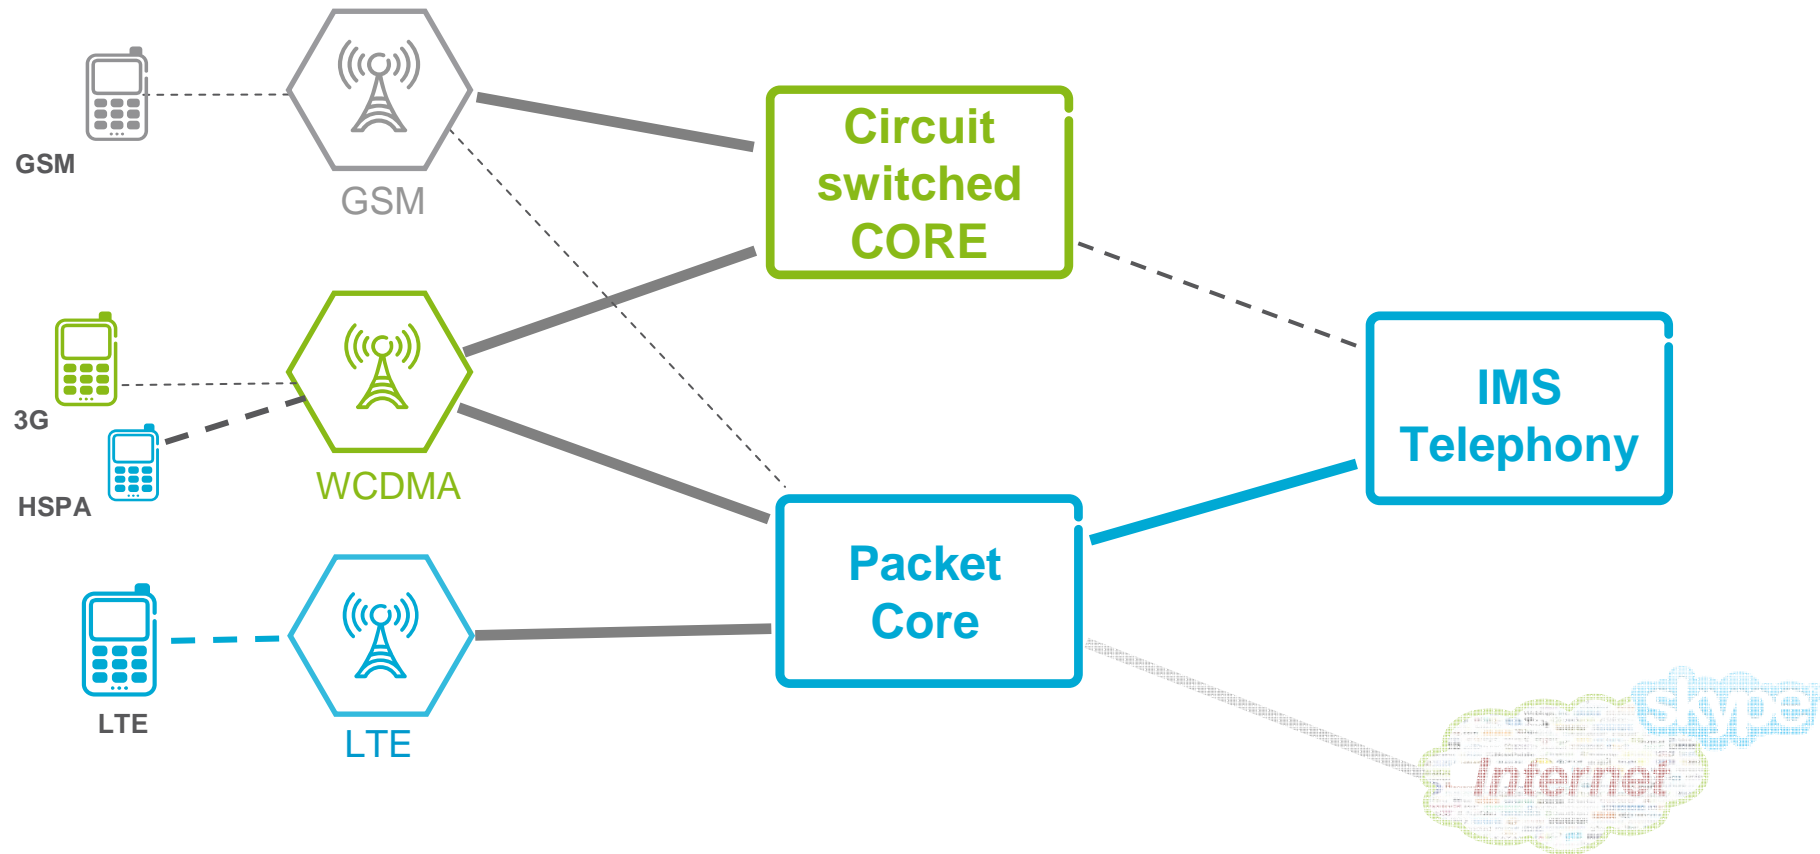 GSM
GSM
Circuit
switched
CORE
3G
HSPA
WCDMA
IMS
Telephony
Packet
Core
LTE
LTE
skype
Internet